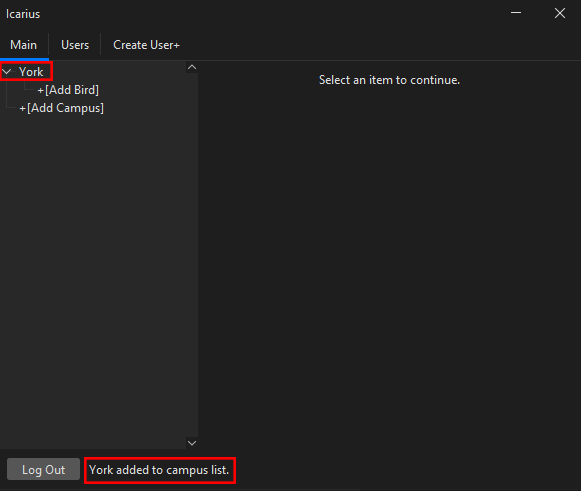 Icarius
Main Users Create User+
York
+[Add Bird]
+[Add Campus]
Select an item to continue.
Log Out York added to campus list.